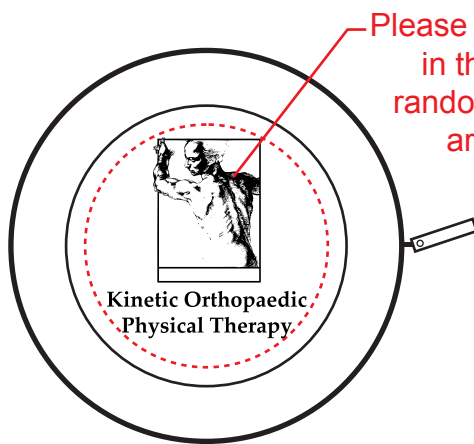 Please
in th
rando
ar
Kinetic Orthopaedic
Physical Therapy